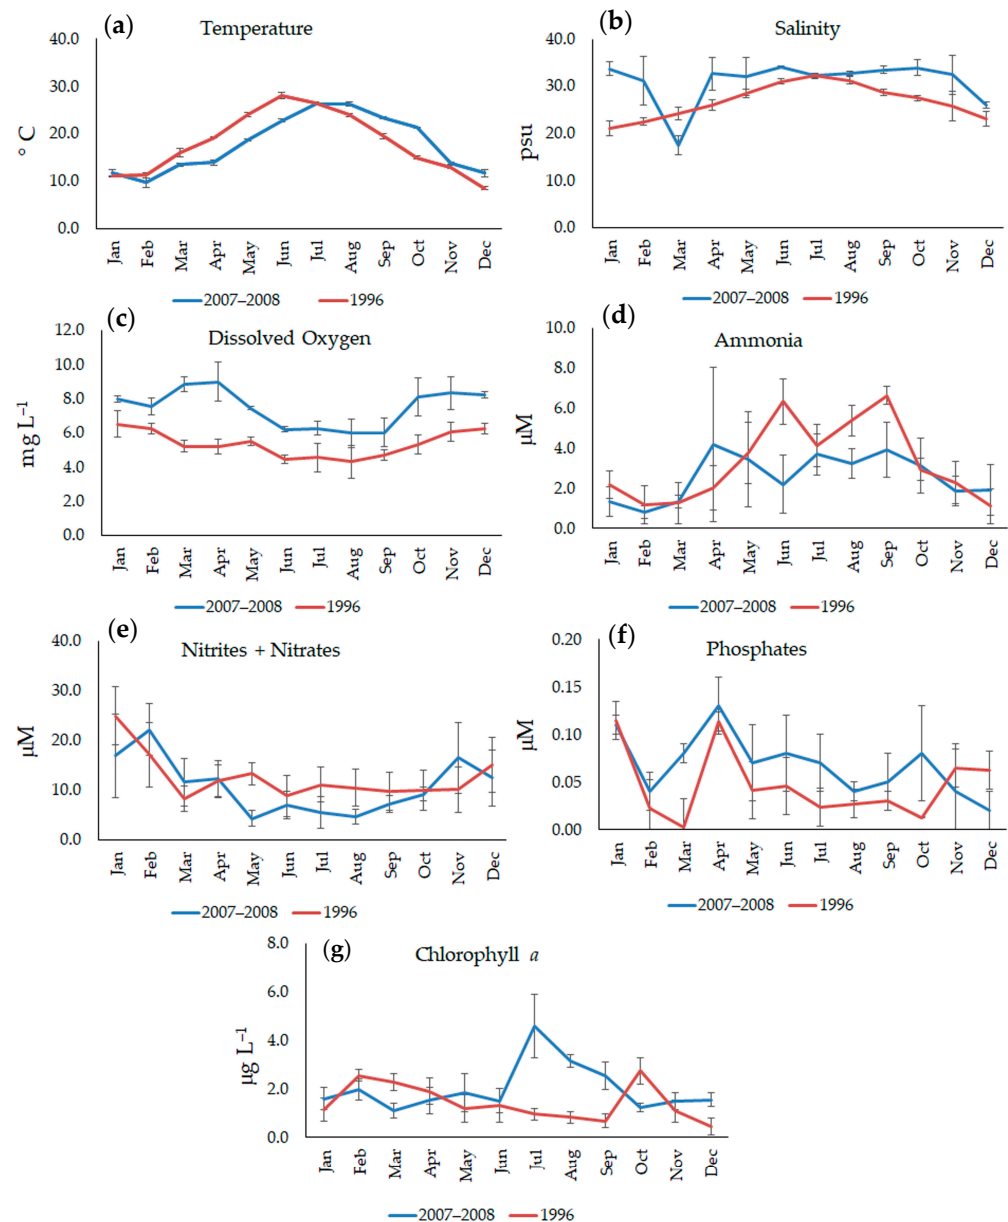 (a) Temperature
40.0
30.0
20.0
10.0
0.0
° C
Jan Feb Mar Apr May Jun Jul Aug Sep Oct Nov Dec
2007–2008 1996
(b) Salinity
40.0
30.0
20.0
10.0
0.0
psu
Jan Feb Mar Apr May Jun Jul Aug Sep Oct Nov Dec
2007–2008 1996
(c) Dissolved Oxygen
12.0
10.0
8.0
6.0
4.0
2.0
0.0
mg L⁻¹
Jan Feb Mar Apr May Jun Jul Aug Sep Oct Nov Dec
2007–2008 1996
(d) Ammonia
10.0
8.0
6.0
4.0
2.0
0.0
µM
Jan Feb Mar Apr May Jun Jul Aug Sep Oct Nov Dec
2007–2008 1996
(e) Nitrites + Nitrates
40.0
30.0
20.0
10.0
0.0
µM
Jan Feb Mar Apr May Jun Jul Aug Sep Oct Nov Dec
2007–2008 1996
(f) Phosphates
0.20
0.15
0.10
0.05
0.00
µM
Jan Feb Mar Apr May Jun Jul Aug Sep Oct Nov Dec
2007–2008 1996
(g) Chlorophyll a
8.0
6.0
4.0
2.0
0.0
µg L⁻¹
Jan Feb Mar Apr May Jun Jul Aug Sep Oct Nov Dec
2007–2008 1996